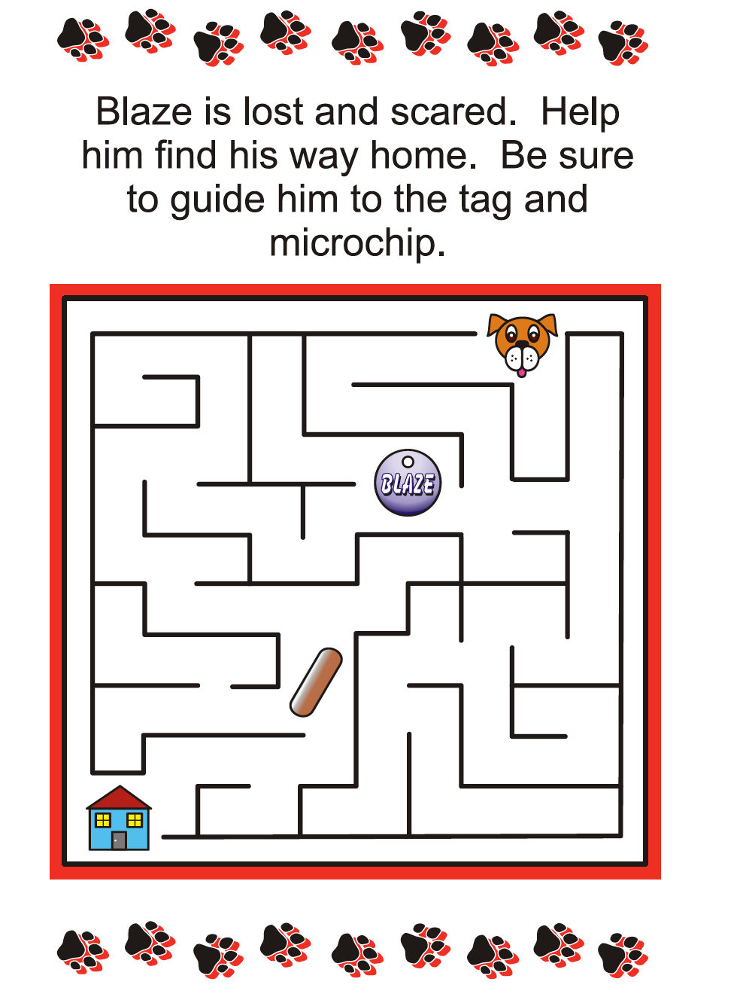 Blaze is lost and scared.  Help
him find his way home.  Be sure
to guide him to the tag and
microchip.
BLAZE